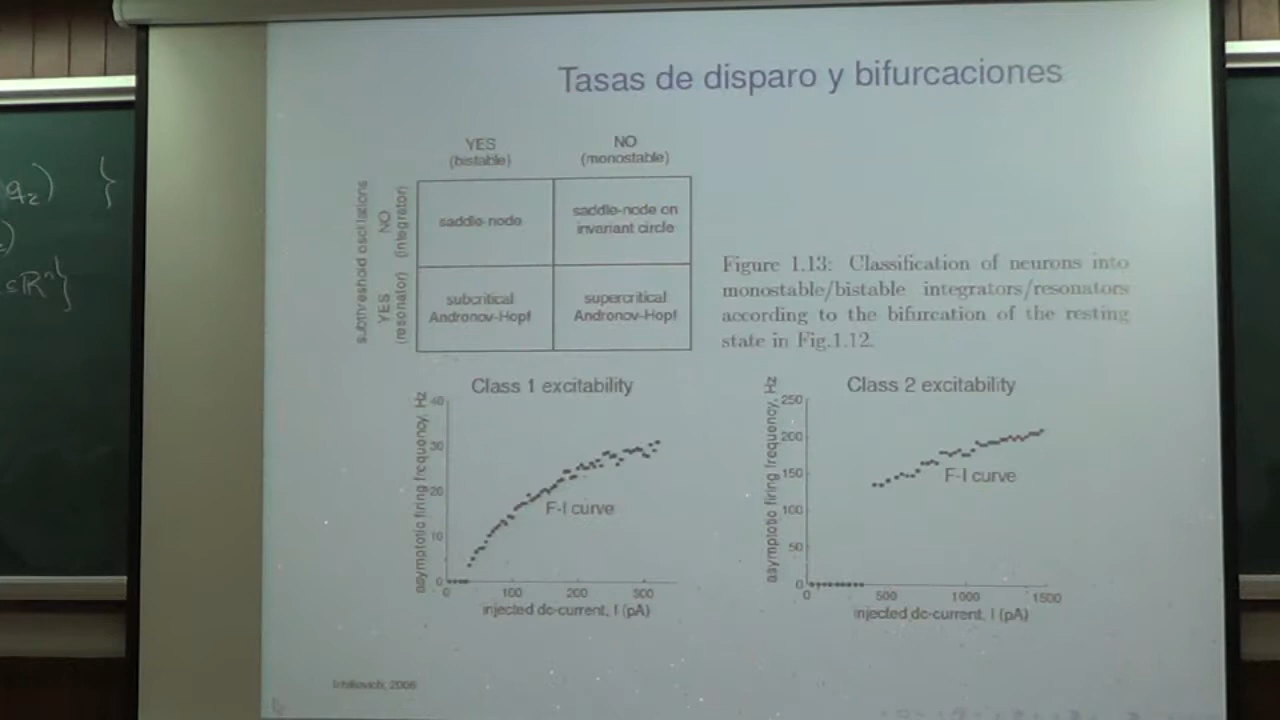 Tasas de disparo y bifurcaciones
YES
(bistable)
NO
(monostable)
subthreshold oscillations
NO
(integrator)
YES
(resonator)
saddle-node
saddle-node on
invariant circle
subcritical
Andronov-Hopf
supercritical
Andronov-Hopf
Figure 1.13: Classification of neurons into
monostable/bistable integrators/resonators
according to the bifurcation of the resting
state in Fig.1.12.
Class 1 excitability
asymptotic firing frequency, Hz
40
30
20
10
0
F-I curve
0 100 200 300
injected dc-current, I (pA)
Class 2 excitability
asymptotic firing frequency, Hz
250
200
150
100
50
0
F-I curve
0 500 1000 1500
injected dc-current, I (pA)
2006
q₂) }
)
∈ℝⁿ}